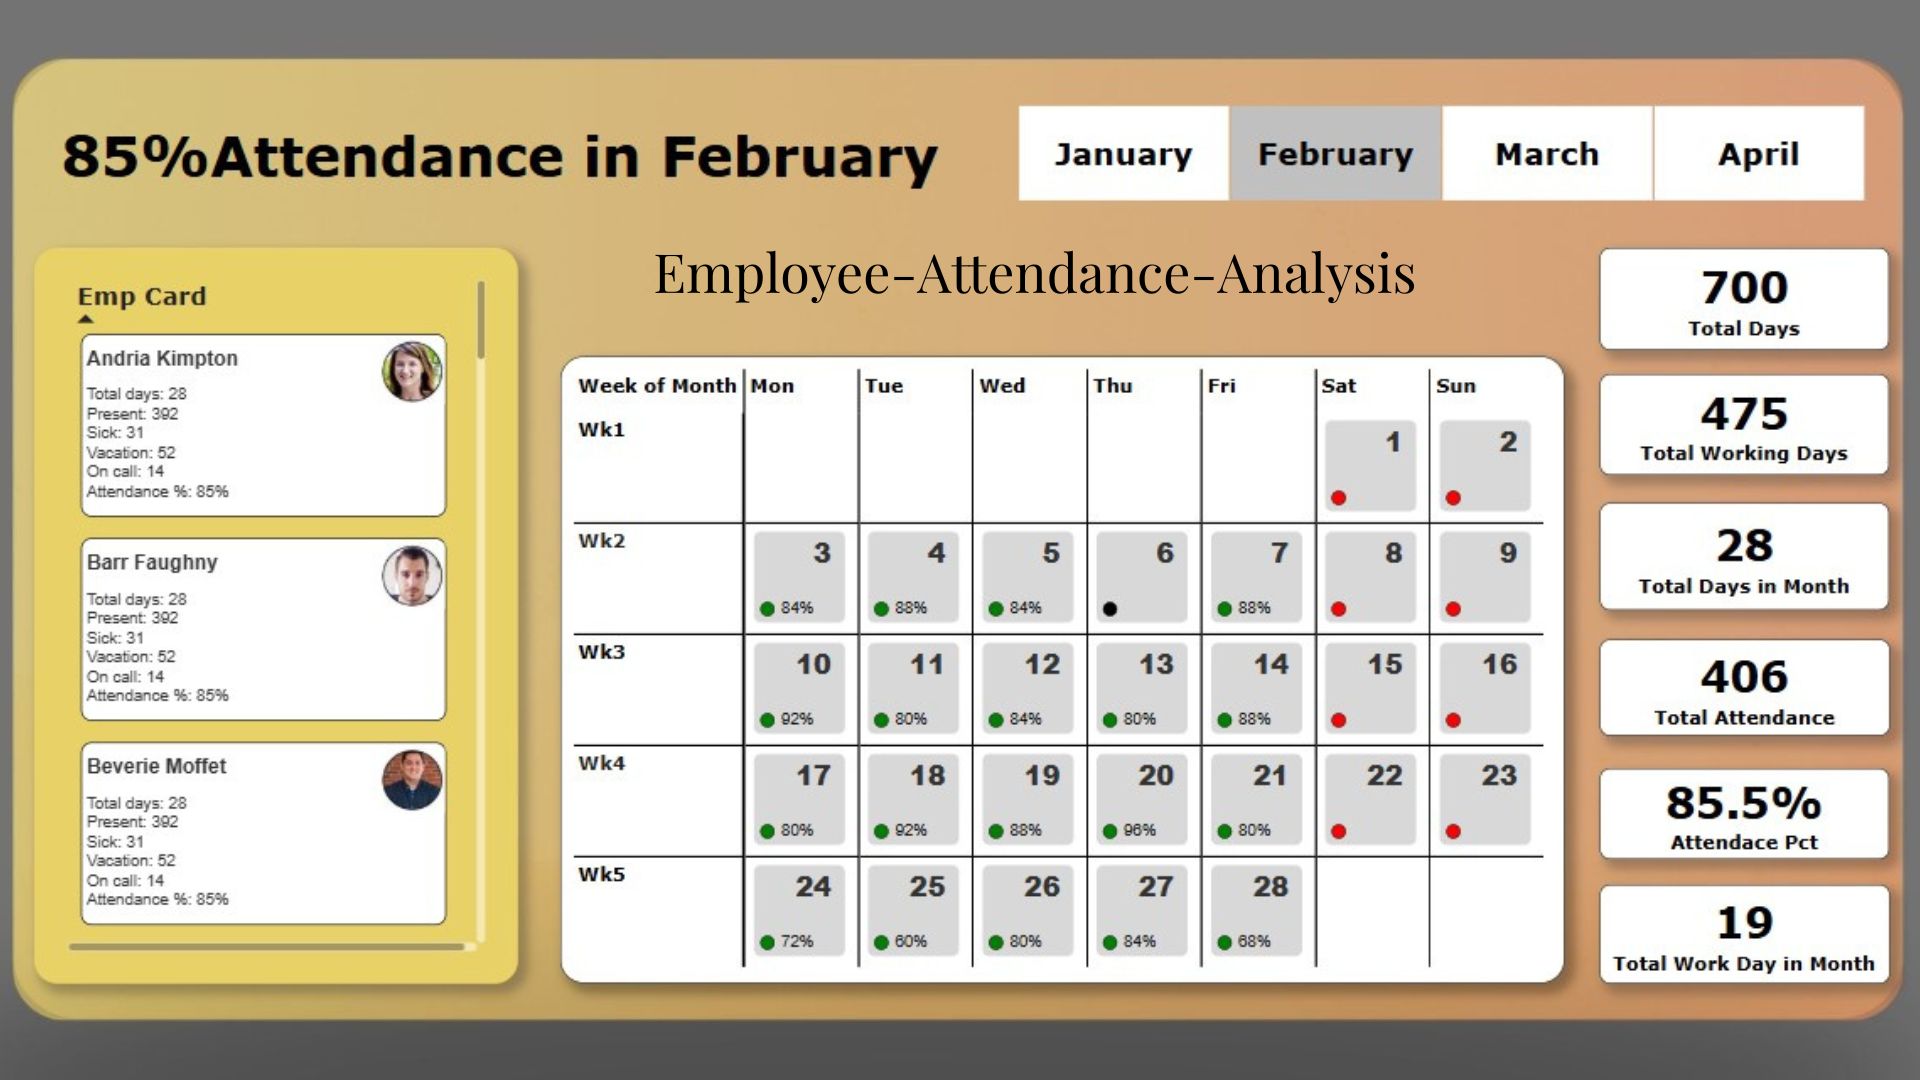 85%Attendance in February
January February March April
Employee-Attendance-Analysis
Emp Card
Andria Kimpton
Total days: 28
Present: 392
Sick: 31
Vacation: 52
On call: 14
Attendance %: 85%
Barr Faughny
Total days: 28
Present: 392
Sick: 31
Vacation: 52
On call: 14
Attendance %: 85%
Beverie Moffet
Total days: 28
Present: 392
Sick: 31
Vacation: 52
On call: 14
Attendance %: 85%
Week of Month Mon Tue Wed Thu Fri Sat Sun
Wk1
1 2
Wk2
3 4 5 6 7 8 9
84% 88% 84% 88%
Wk3
10 11 12 13 14 15 16
92% 80% 84% 80% 88%
Wk4
17 18 19 20 21 22 23
80% 92% 88% 96% 80%
Wk5
24 25 26 27 28
72% 60% 80% 84% 68%
700
Total Days
475
Total Working Days
28
Total Days in Month
406
Total Attendance
85.5%
Attendace Pct
19
Total Work Day in Month